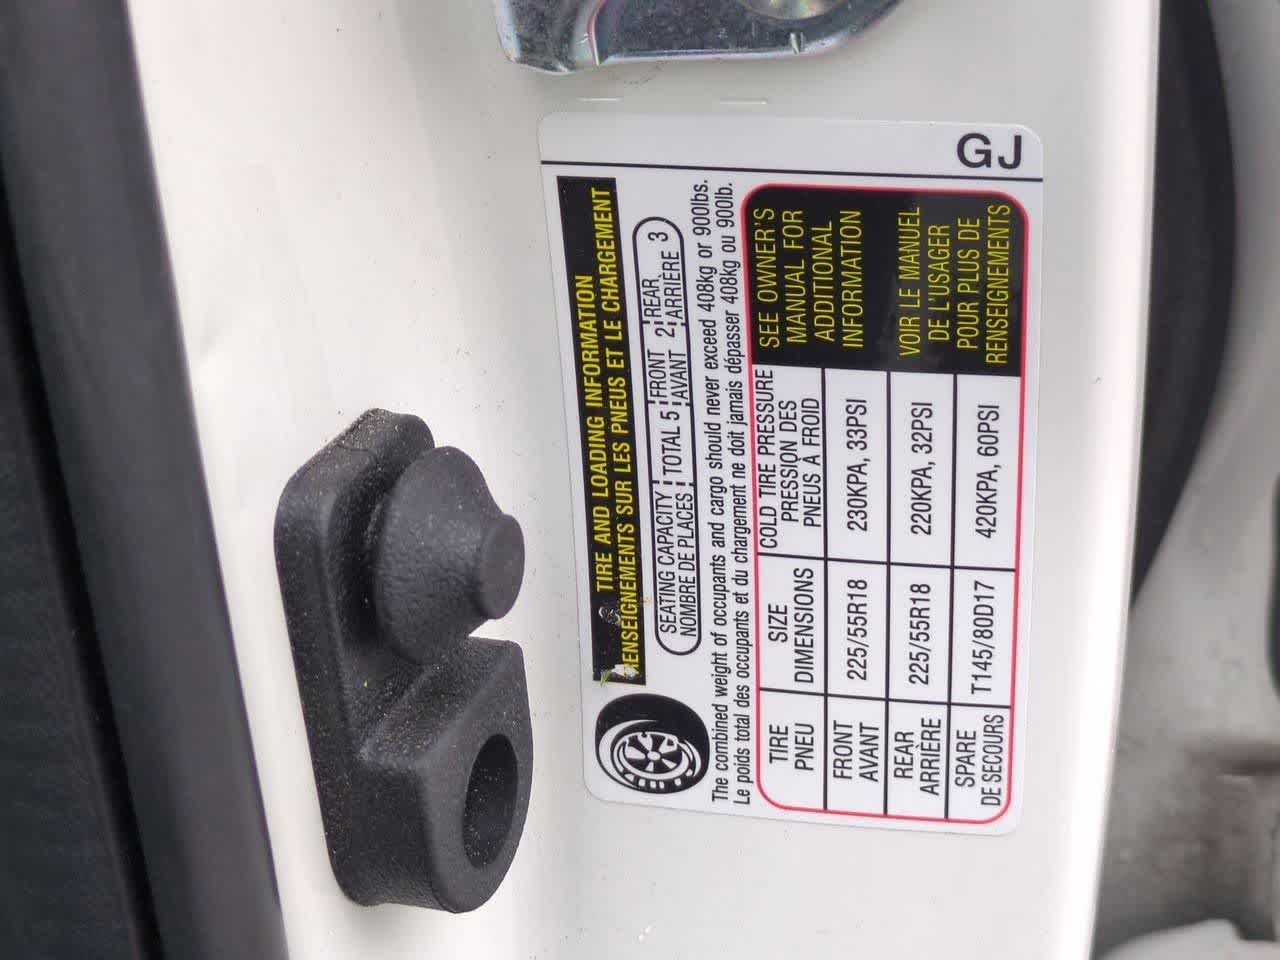 GJ
TIRE AND LOADING INFORMATION
RENSEIGNEMENTS SUR LES PNEUS ET LE CHARGEMENT
SEATING CAPACITY TOTAL 5 FRONT 2 REAR 3
NOMBRE DE PLACES AVANT ARRIÈRE
The combined weight of occupants and cargo should never exceed 408kg or 900lbs.
Le poids total des occupants et du chargement ne doit jamais dépasser 408kg ou 900lb.
TIRE
PNEU
SIZE
DIMENSIONS
COLD TIRE PRESSURE
PRESSION DES
PNEUS À FROID
FRONT
AVANT
225/55R18
230KPA, 33PSI
REAR
ARRIÈRE
225/55R18
220KPA, 32PSI
SPARE
DE SECOURS
T145/80D17
420KPA, 60PSI
SEE OWNER'S
MANUAL FOR
ADDITIONAL
INFORMATION
VOIR LE MANUEL
DE L'USAGER
POUR PLUS DE
RENSEIGNEMENTS